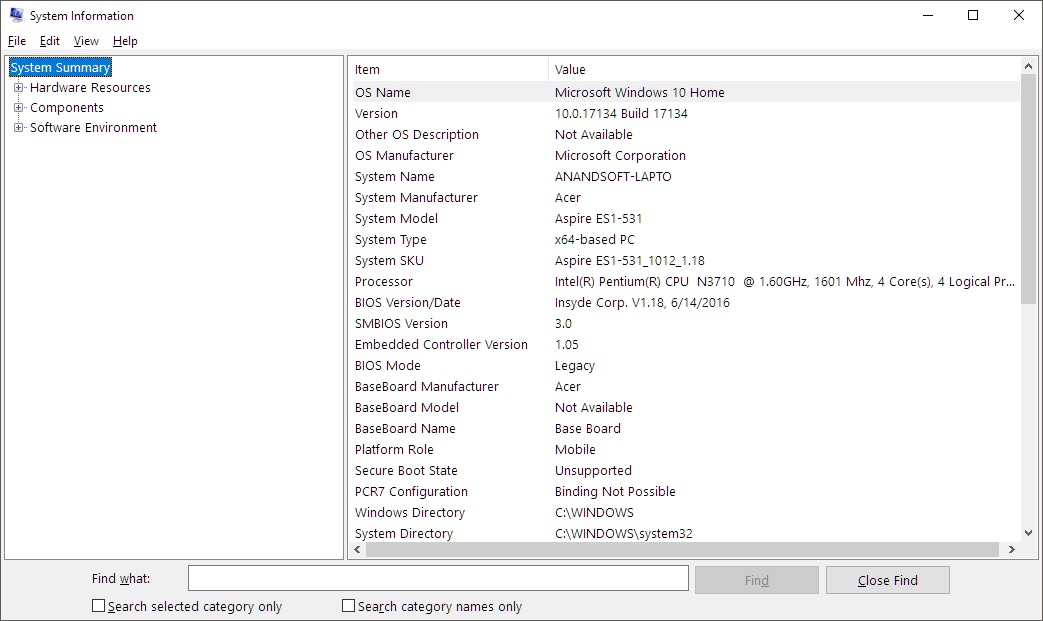 System Information
File Edit View Help
System Summary
Hardware Resources
Components
Software Environment
Item Value
OS Name Microsoft Windows 10 Home
Version 10.0.17134 Build 17134
Other OS Description Not Available
OS Manufacturer Microsoft Corporation
System Name ANANDSOFT-LAPTO
System Manufacturer Acer
System Model Aspire ES1-531
System Type x64-based PC
System SKU Aspire ES1-531_1012_1.18
Processor Intel(R) Pentium(R) CPU N3710 @ 1.60GHz, 1601 Mhz, 4 Core(s), 4 Logical Pr...
BIOS Version/Date Insyde Corp. V1.18, 6/14/2016
SMBIOS Version 3.0
Embedded Controller Version 1.05
BIOS Mode Legacy
BaseBoard Manufacturer Acer
BaseBoard Model Not Available
BaseBoard Name Base Board
Platform Role Mobile
Secure Boot State Unsupported
PCR7 Configuration Binding Not Possible
Windows Directory C:\WINDOWS
System Directory C:\WINDOWS\system32
Find what: Find Close Find
Search selected category only Search category names only